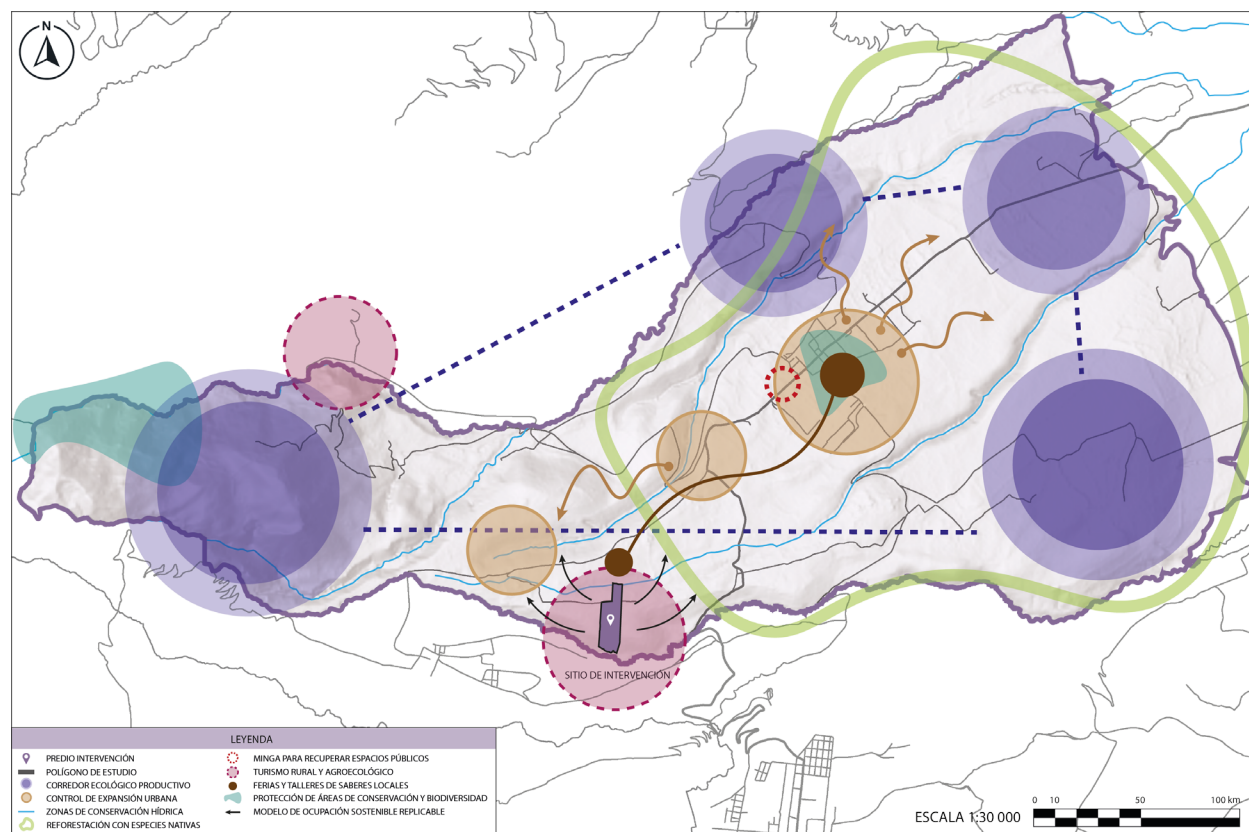 N
SITIO DE INTERVENCIÓN
LEYENDA
PREDIO INTERVENCIÓN
POLÍGONO DE ESTUDIO
CORREDOR ECOLÓGICO PRODUCTIVO
CONTROL DE EXPANSIÓN URBANA
ZONAS DE CONSERVACIÓN HÍDRICA
REFORESTACIÓN CON ESPECIES NATIVAS
MINGA PARA RECUPERAR ESPACIOS PÚBLICOS
TURISMO RURAL Y AGROECOLÓGICO
FERIAS Y TALLERES DE SABERES LOCALES
PROTECCIÓN DE ÁREAS DE CONSERVACIÓN Y BIODIVERSIDAD
MODELO DE OCUPACIÓN SOSTENIBLE REPLICABLE
ESCALA 1:30 000
0 10 50 100 km